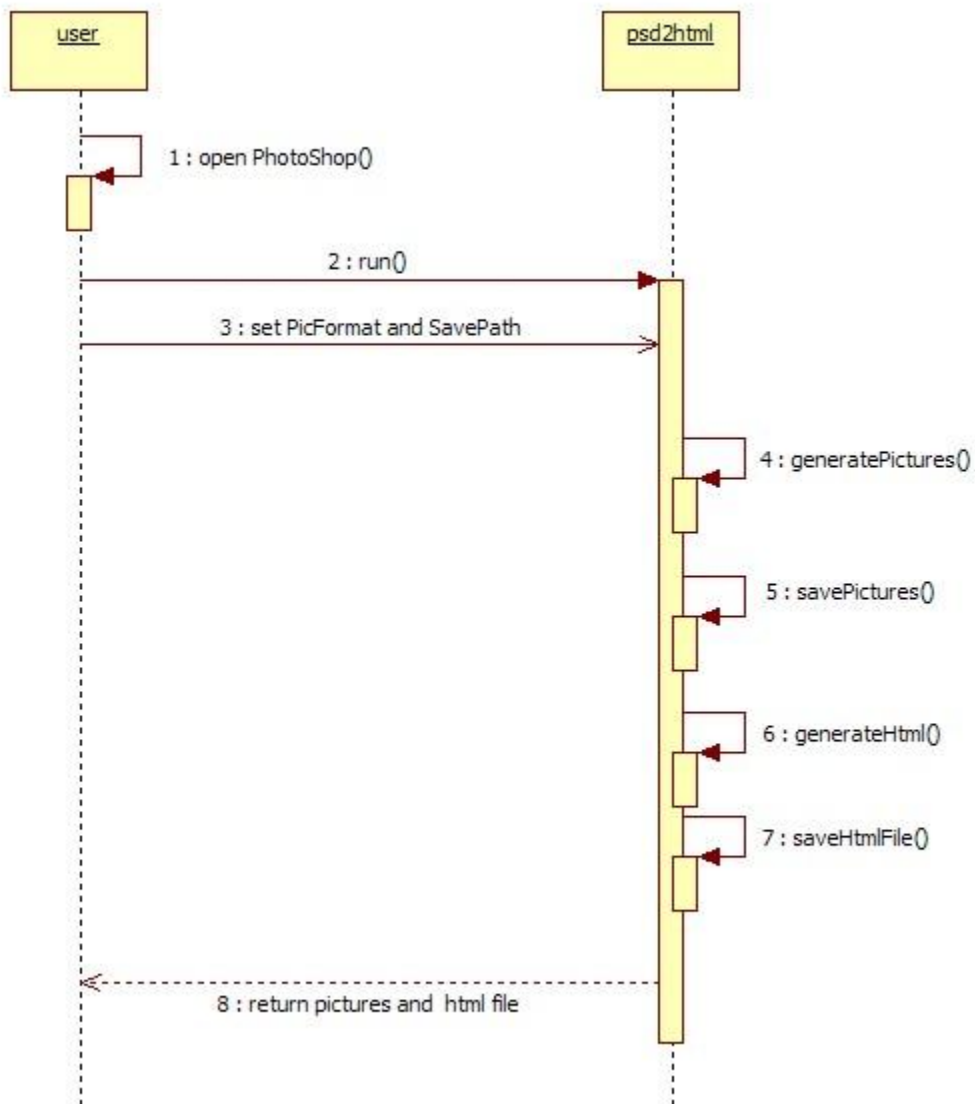 user
psd2html
1 : open PhotoShop()
2 : run()
3 : set PicFormat and SavePath
4 : generatePictures()
5 : savePictures()
6 : generateHtml()
7 : saveHtmlFile()
8 : return pictures and  html file